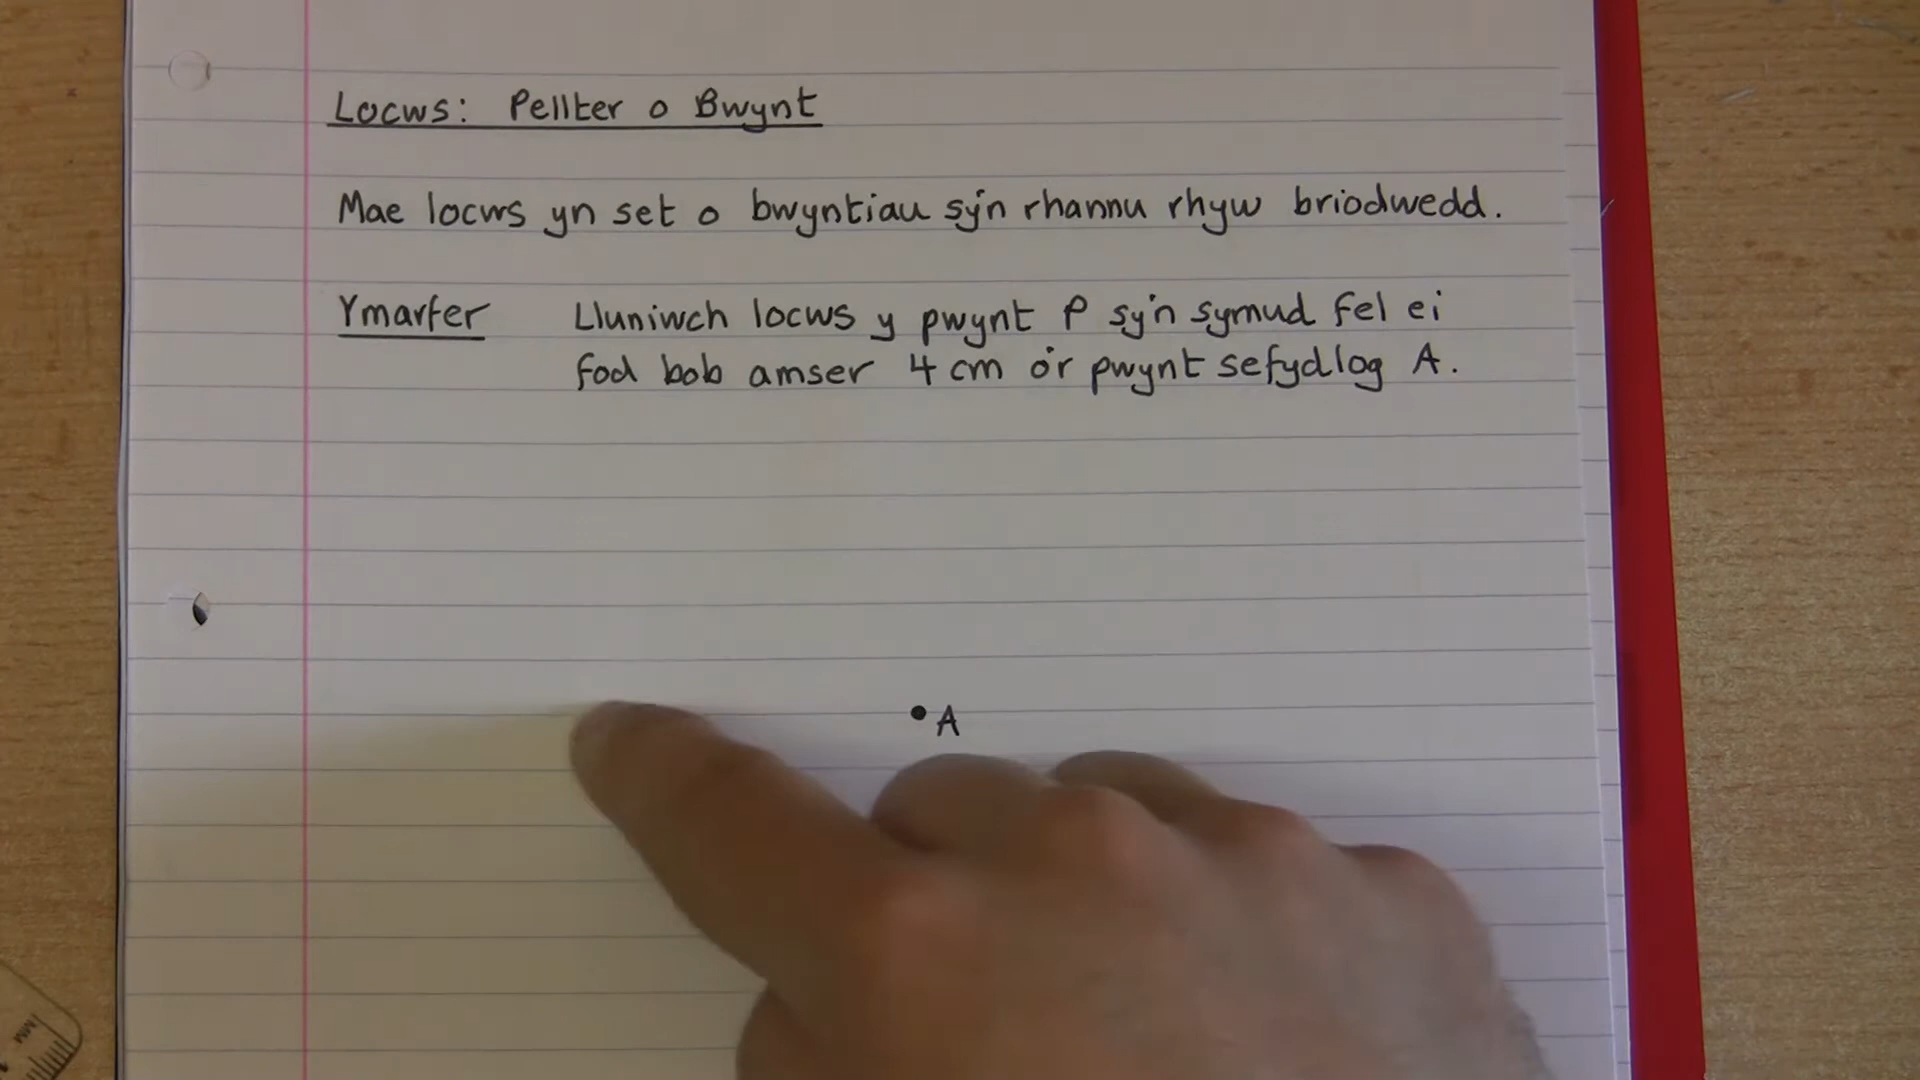 Locws: Pellter o Bwynt
Mae locws yn set o bwyntiau sy'n rhannu rhyw briodwedd.
Ymarfer Lluniwch locws y pwynt P sy'n symud fel ei
fod bob amser 4 cm o'r pwynt sefydlog A.
A
MM